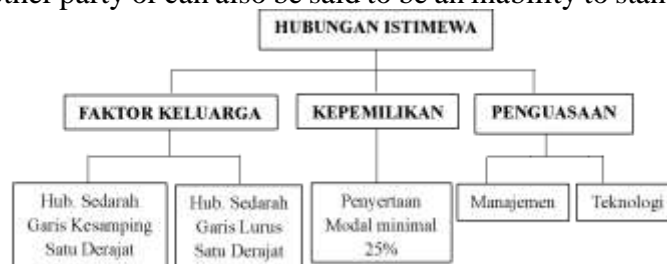 other party or can also be said to be an inability to stan
HUBUNGAN ISTIMEWA
FAKTOR KELUARGA
KEPEMILIKAN
PENGUASAAN
Hub. Sedarah
Garis Kesamping
Satu Derajat
Hub. Sedarah
Garis Lurus
Satu Derajat
Penyertaan
Modal minimal
25%
Manajemen
Teknologi